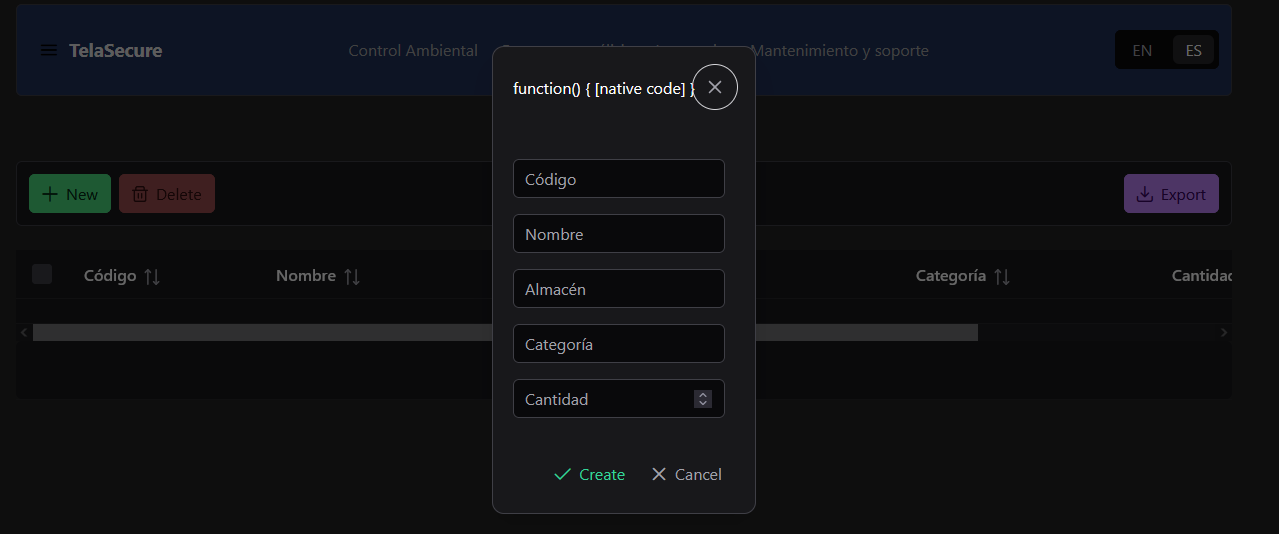 TelaSecure
Control Ambiental
Mantenimiento y soporte
EN
ES
function() { [native code] }
New
Delete
Export
Código
Nombre
Categoría
Cantidad
Código
Nombre
Almacén
Categoría
Cantidad
Create
Cancel